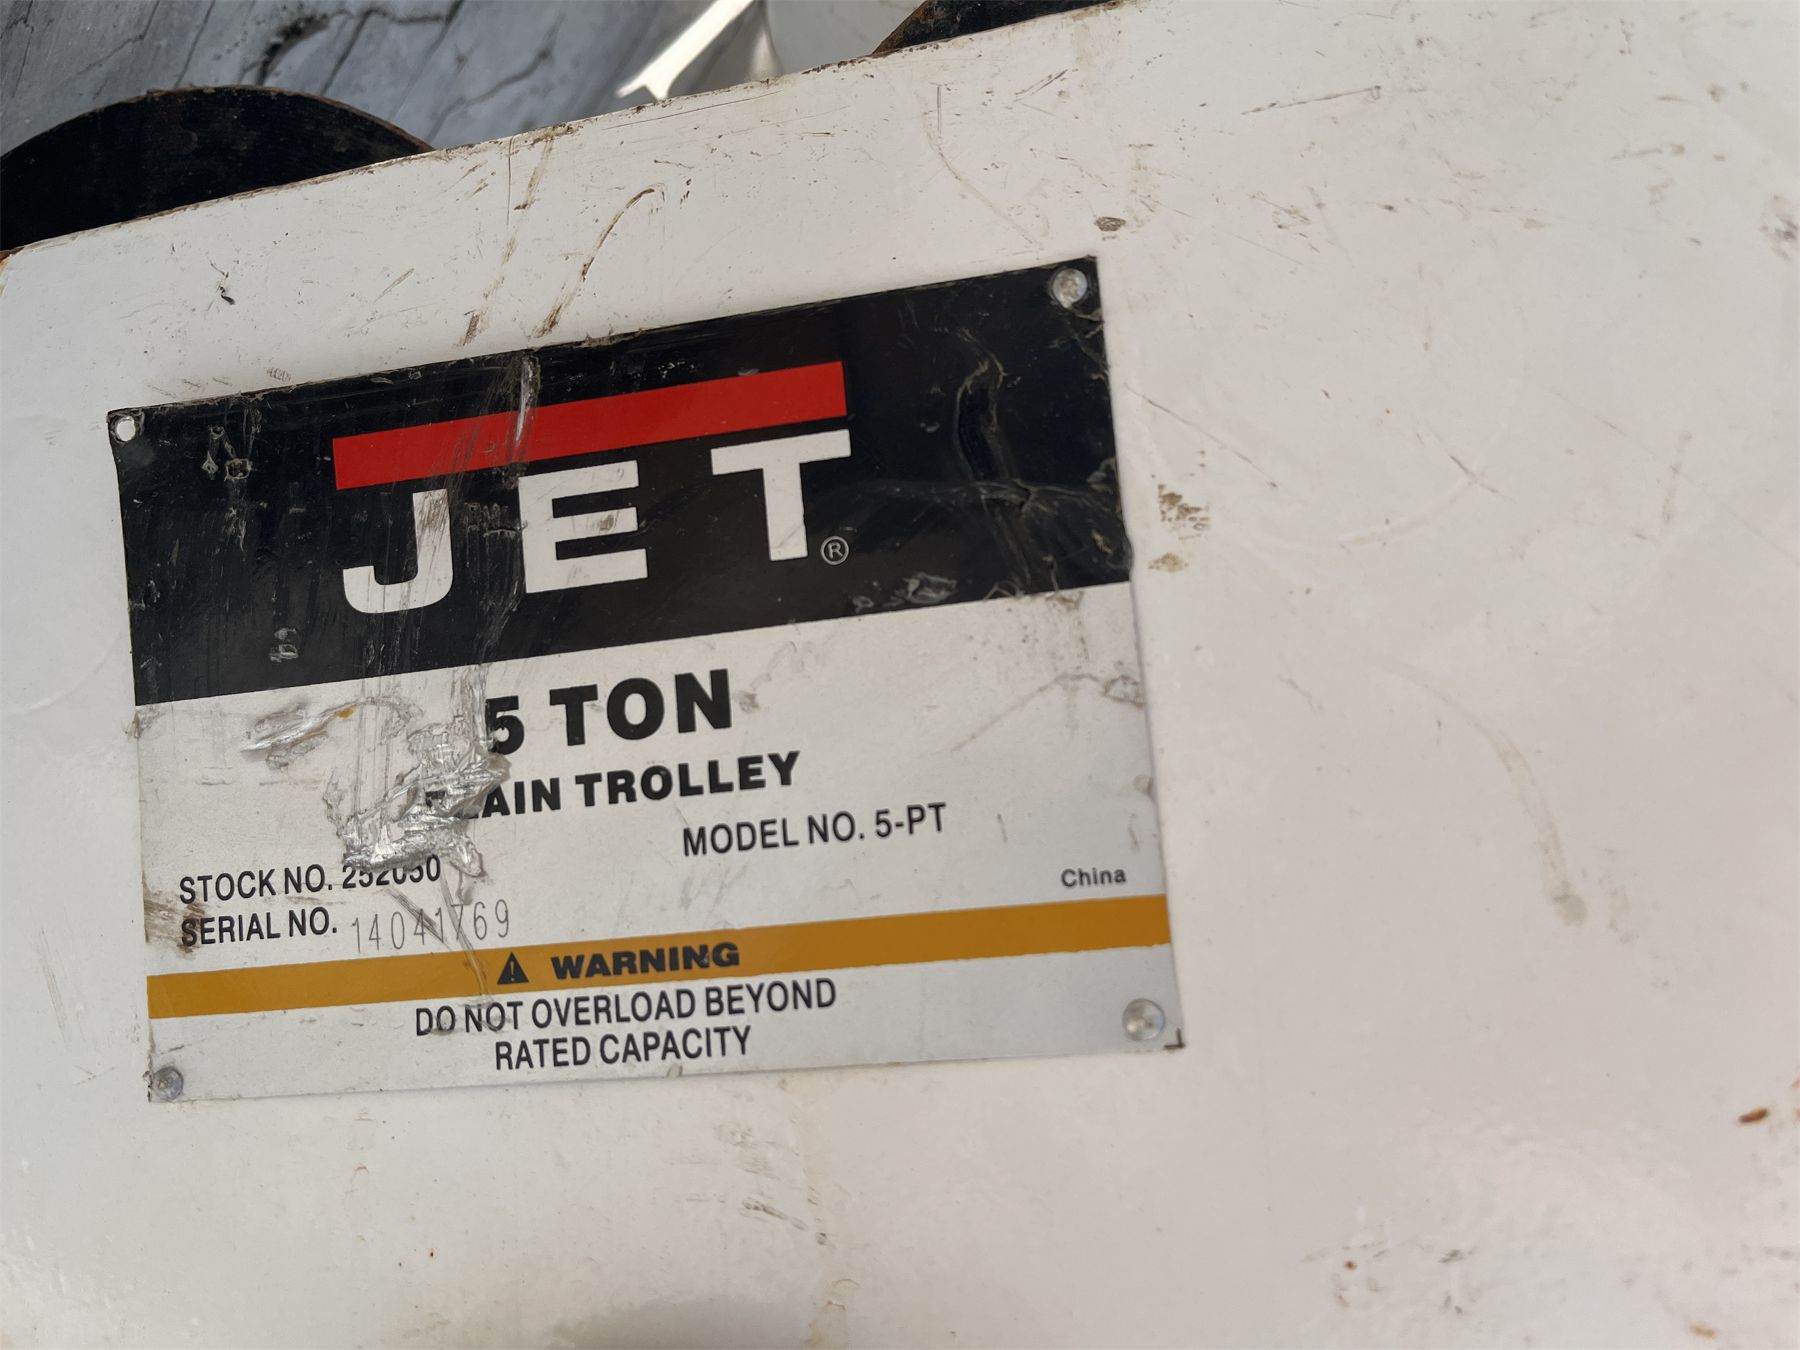 JET®
5 TON
PLAIN TROLLEY
MODEL NO. 5-PT
STOCK NO. 252050
China
SERIAL NO. 14041769
WARNING
DO NOT OVERLOAD BEYOND
RATED CAPACITY